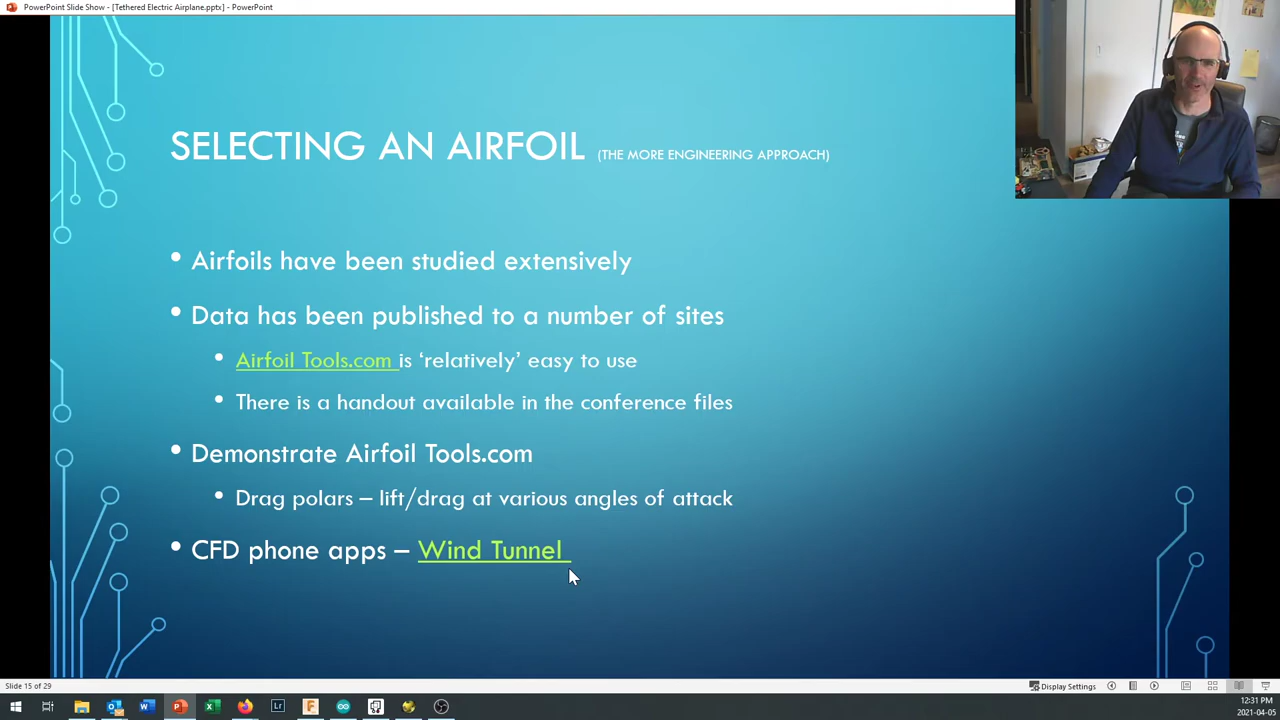 PowerPoint Slide Show - [Tethered Electric Airplane.pptx] - PowerPoint
SELECTING AN AIRFOIL (THE MORE ENGINEERING APPROACH)
• Airfoils have been studied extensively
• Data has been published to a number of sites
• Airfoil Tools.com is ‘relatively’ easy to use
• There is a handout available in the conference files
• Demonstrate Airfoil Tools.com
• Drag polars – lift/drag at various angles of attack
• CFD phone apps – Wind Tunnel
Slide 15 of 29
Display Settings
12:31 PM
2021-04-05